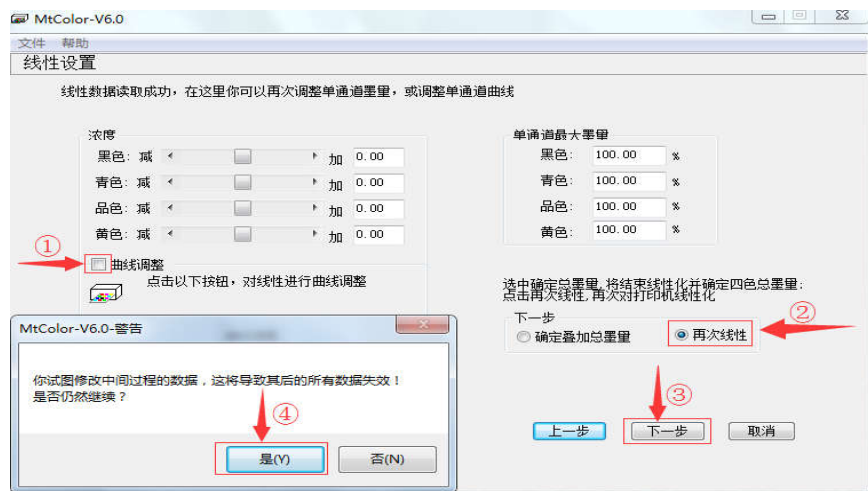 MtColor-V6.0
文件 帮助
线性设置
线性数据读取成功，在这里你可以再次调整单通道墨量，或调整单通道曲线
浓度
黑色: 减 加 0.00
青色: 减 加 0.00
品色: 减 加 0.00
黄色: 减 加 0.00
单通道最大墨量
黑色: 100.00 %
青色: 100.00 %
品色: 100.00 %
黄色: 100.00 %
①
曲线调整
点击以下按钮，对线性进行曲线调整
选中确定总墨量,将结束线性化并确定四色总墨量;
点击再次线性,再次对打印机线性化
下一步
确定叠加总墨量 再次线性
②
③
上一步 下一步 取消
MtColor-V6.0-警告
你试图修改中间过程的数据，这将导致其后的所有数据失效！
是否仍然继续？
④
是(Y) 否(N)